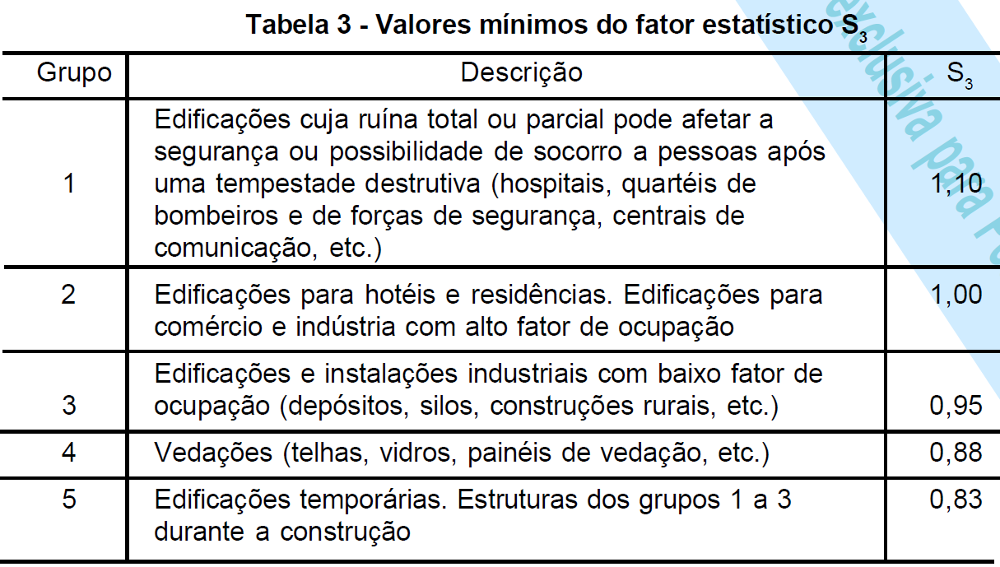 Tabela 3 - Valores mínimos do fator estatístico S3
Grupo Descrição S3
Edificações cuja ruína total ou parcial pode afetar a
segurança ou possibilidade de socorro a pessoas após
1 uma tempestade destrutiva (hospitais, quartéis de 1,10
bombeiros e de forças de segurança, centrais de
comunicação, etc.)
2 Edificações para hotéis e residências. Edificações para 1,00
comércio e indústria com alto fator de ocupação
Edificações e instalações industriais com baixo fator de
3 ocupação (depósitos, silos, construções rurais, etc.) 0,95
4 Vedações (telhas, vidros, painéis de vedação, etc.) 0,88
5 Edificações temporárias. Estruturas dos grupos 1 a 3 0,83
durante a construção
exclusiva para